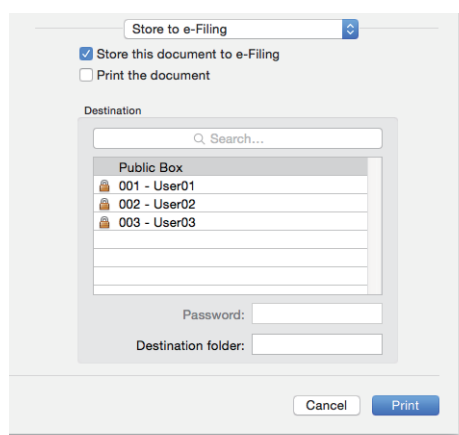 Store to e-Filing
Store this document to e-Filing
Print the document
Destination
Search...
Public Box
001 - User01
002 - User02
003 - User03
Password:
Destination folder:
Cancel Print